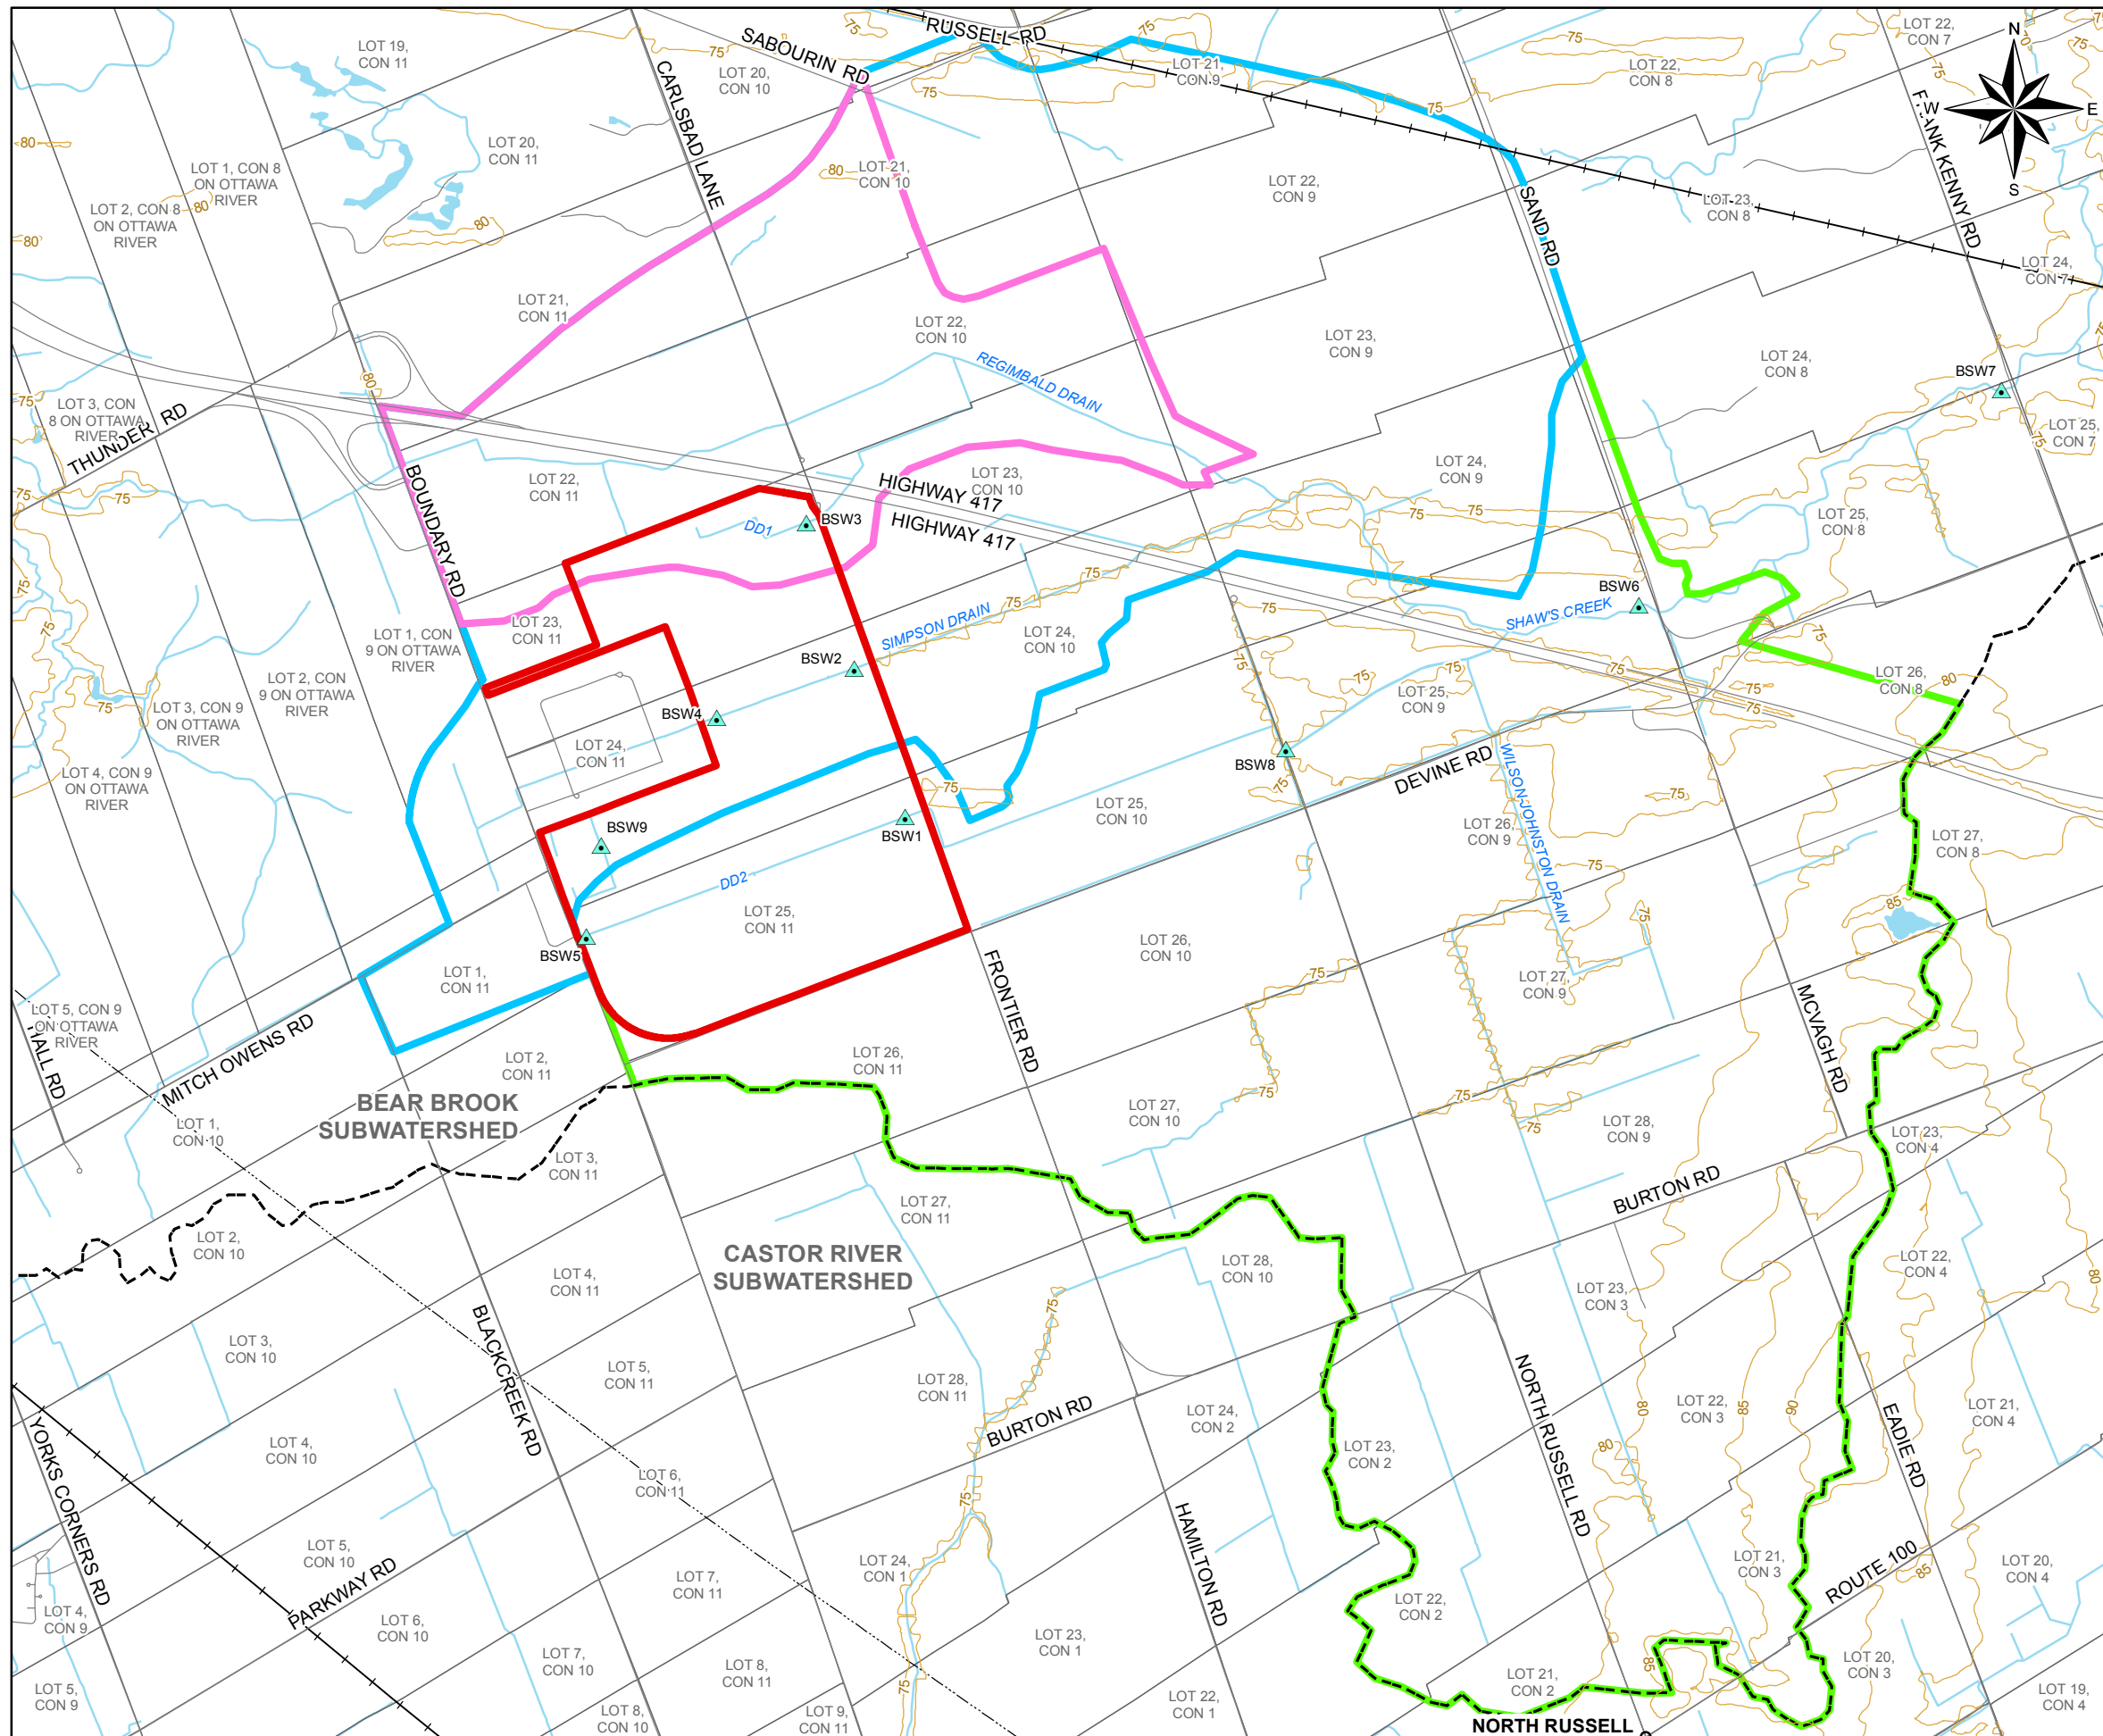 LOT 19,
CON 11
SABOURIN RD
RUSSELL RD
LOT 20,
CON 10
LOT 21,
CON 9
LOT 22,
CON 8
LOT 22,
CON 7
N
W
E
S
CARLSBAD LANE
LOT 20,
CON 11
LOT 1, CON 8
ON OTTAWA
RIVER
LOT 2, CON 8
ON OTTAWA
RIVER
LOT 21,
CON 10
LOT 22,
CON 9
SAND RD
LOT 23,
CON 8
FRANK KENNY RD
LOT 24,
CON 7
LOT 21,
CON 11
LOT 22,
CON 10
LOT 23,
CON 9
LOT 24,
CON 8
BSW7
LOT 25,
CON 7
LOT 3, CON
8 ON OTTAWA
RIVER
THUNDER RD
REGIMBALD DRAIN
BOUNDARY RD
LOT 22,
CON 11
LOT 23,
CON 10
LOT 24,
CON 9
HIGHWAY 417
HIGHWAY 417
DD1
BSW3
LOT 25,
CON 8
BSW6
SHAW'S CREEK
LOT 23,
CON 11
LOT 1, CON
9 ON OTTAWA
RIVER
SIMPSON DRAIN
LOT 24,
CON 10
BSW2
LOT 2, CON
9 ON OTTAWA
RIVER
LOT 3, CON 9
ON OTTAWA
RIVER
LOT 4, CON 9
ON OTTAWA
RIVER
BSW4
LOT 24,
CON 11
LOT 25,
CON 9
LOT 26,
CON 8
BSW8
DEVINE RD
WILSON-JOHNSTON DRAIN
LOT 25,
CON 10
BSW9
BSW1
DD2
LOT 26,
CON 9
LOT 27,
CON 8
LOT 25,
CON 11
BSW5
LOT 26,
CON 10
LOT 27,
CON 9
LOT 1,
CON 11
FRONTIER RD
MCVAGH RD
LOT 5, CON 9
ON OTTAWA
RIVER
HALL RD
MITCH OWENS RD
LOT 2,
CON 11
LOT 26,
CON 11
BEAR BROOK
SUBWATERSHED
LOT 1,
CON 10
LOT 27,
CON 10
LOT 28,
CON 9
LOT 23,
CON 4
LOT 3,
CON 11
BURTON RD
LOT 27,
CON 11
LOT 2,
CON 10
CASTOR RIVER
SUBWATERSHED
LOT 28,
CON 10
LOT 22,
CON 4
LOT 4,
CON 11
LOT 23,
CON 3
LOT 3,
CON 10
BLACKCREEK RD
LOT 5,
CON 11
LOT 28,
CON 11
BURTON RD
LOT 24,
CON 2
NORTH RUSSELL RD
LOT 22,
CON 3
EADIE RD
LOT 21,
CON 4
YORKS CORNERS RD
LOT 4,
CON 10
LOT 6,
CON 11
LOT 23,
CON 2
HAMILTON RD
LOT 5,
CON 10
PARKWAY RD
LOT 24,
CON 1
LOT 7,
CON 11
LOT 21,
CON 3
ROUTE 100
LOT 20,
CON 4
LOT 4,
CON 9
LOT 6,
CON 10
LOT 22,
CON 2
LOT 23,
CON 1
LOT 7,
CON 10
LOT 8,
CON 11
LOT 21,
CON 2
LOT 20,
CON 3
LOT 5,
CON 9
LOT 8,
CON 10
LOT 9,
CON 11
LOT 22,
CON 1
LOT 19,
CON 4
NORTH RUSSELL